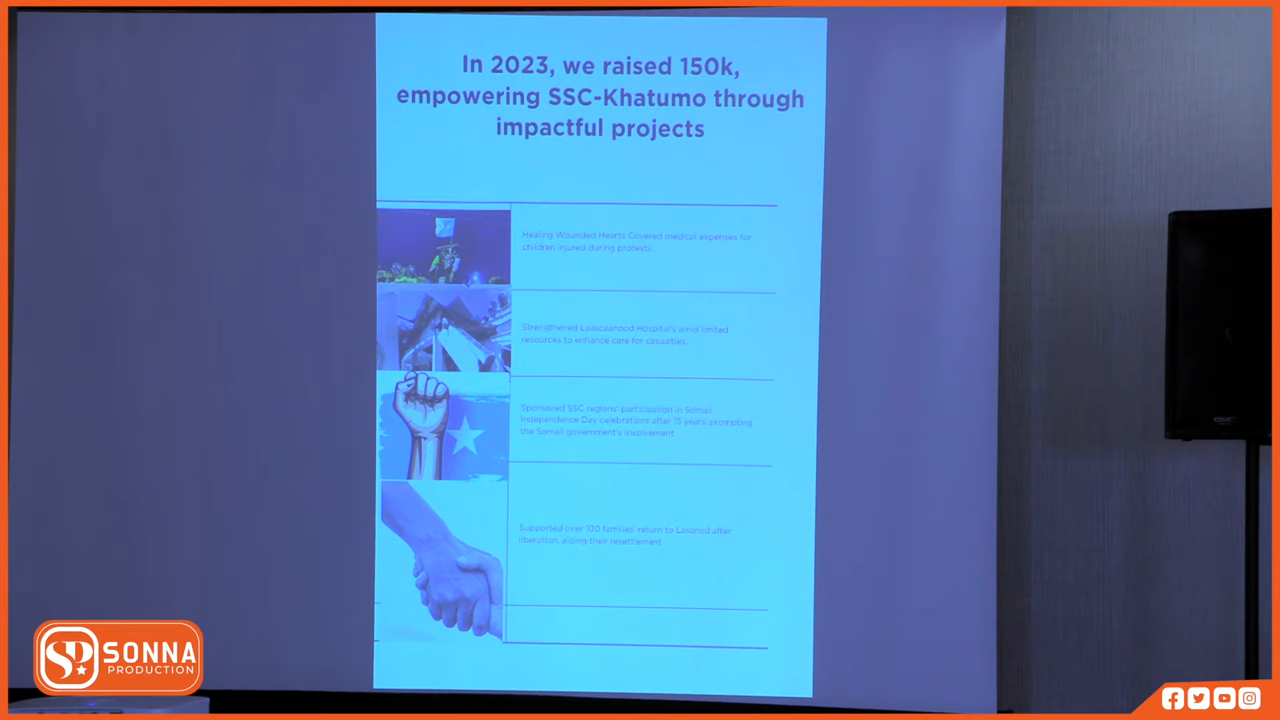 In 2023, we raised 150k,
empowering SSC-Khatumo through
impactful projects
Healing Wounded Hearts Covered medical expenses for
children injured during protests.
Strengthened Laascaanood Hospital's amid limited
resources to enhance care for casualties.
Sponsored SSC regions' participation in Somali
Independence Day celebrations after 15 years, prompting
the Somali government's involvement
Supported over 100 families' return to Lasanod after
liberation, aiding their resettlement
SP SONNA
PRODUCTION